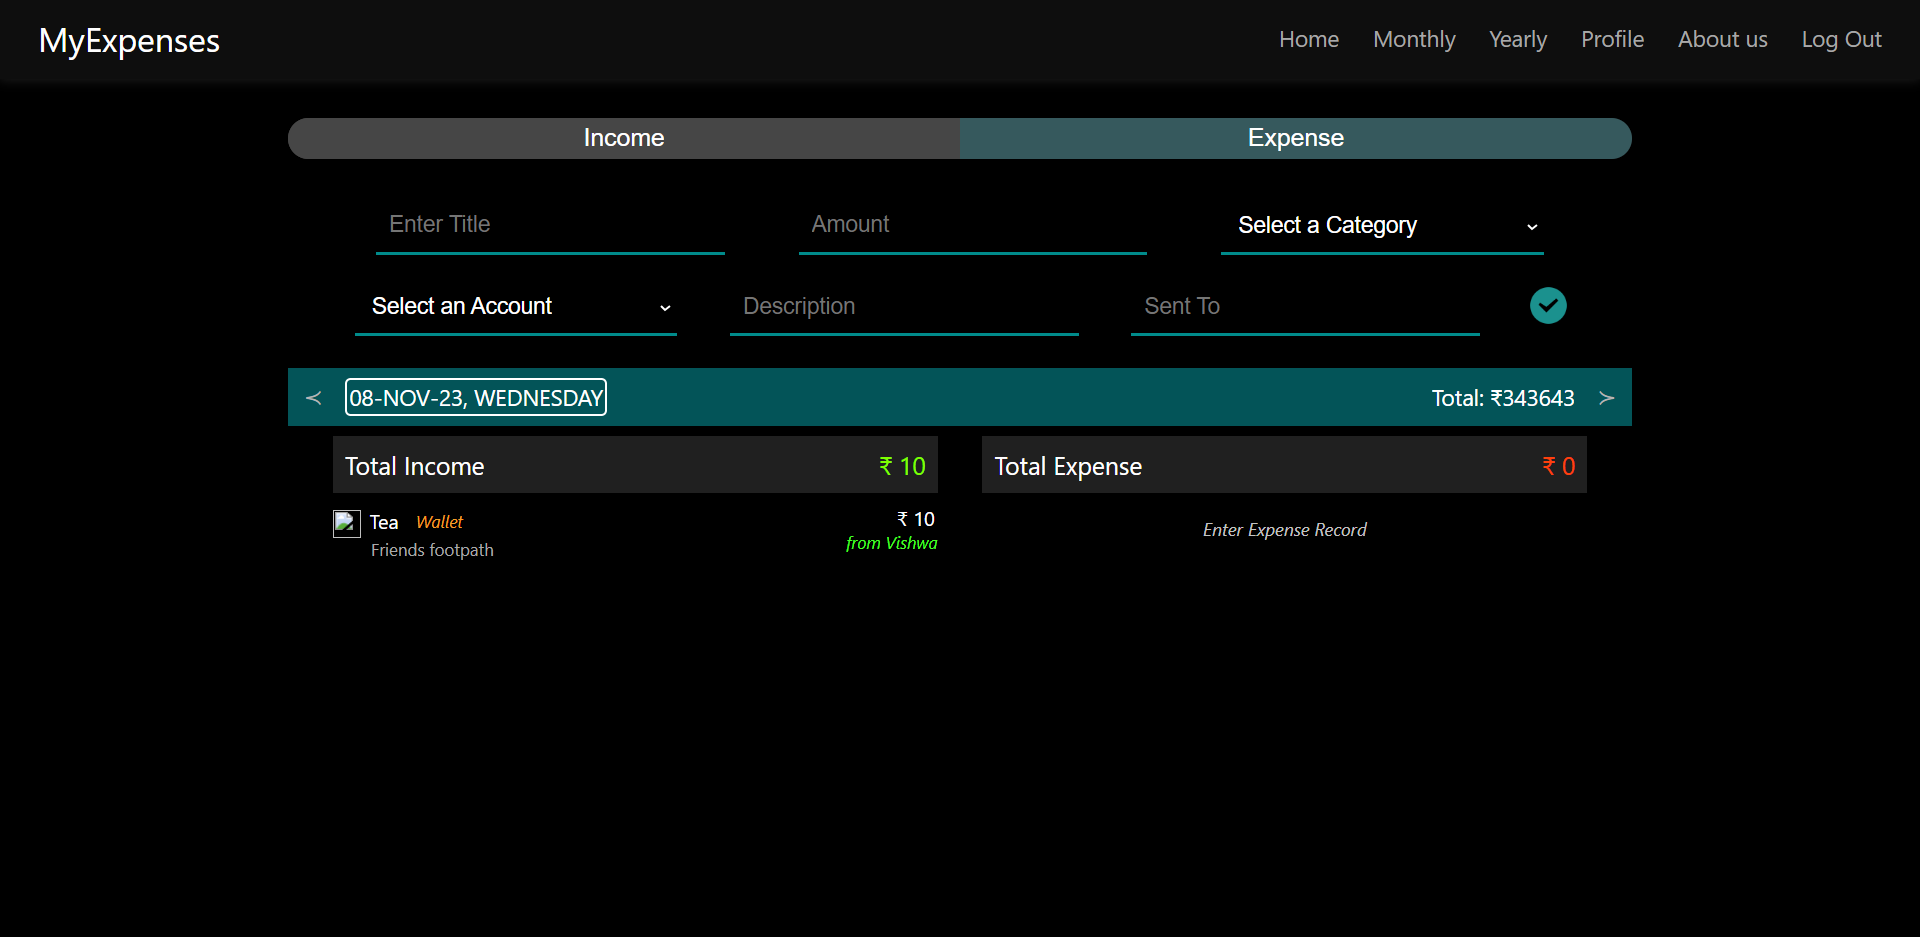 MyExpenses
Home Monthly Yearly Profile About us Log Out
Income Expense
Enter Title Amount Select a Category
Select an Account Description Sent To
< 08-NOV-23, WEDNESDAY Total: ₹343643 >
Total Income ₹ 10 Total Expense ₹ 0
Tea Wallet ₹ 10
Friends footpath from Vishwa
Enter Expense Record